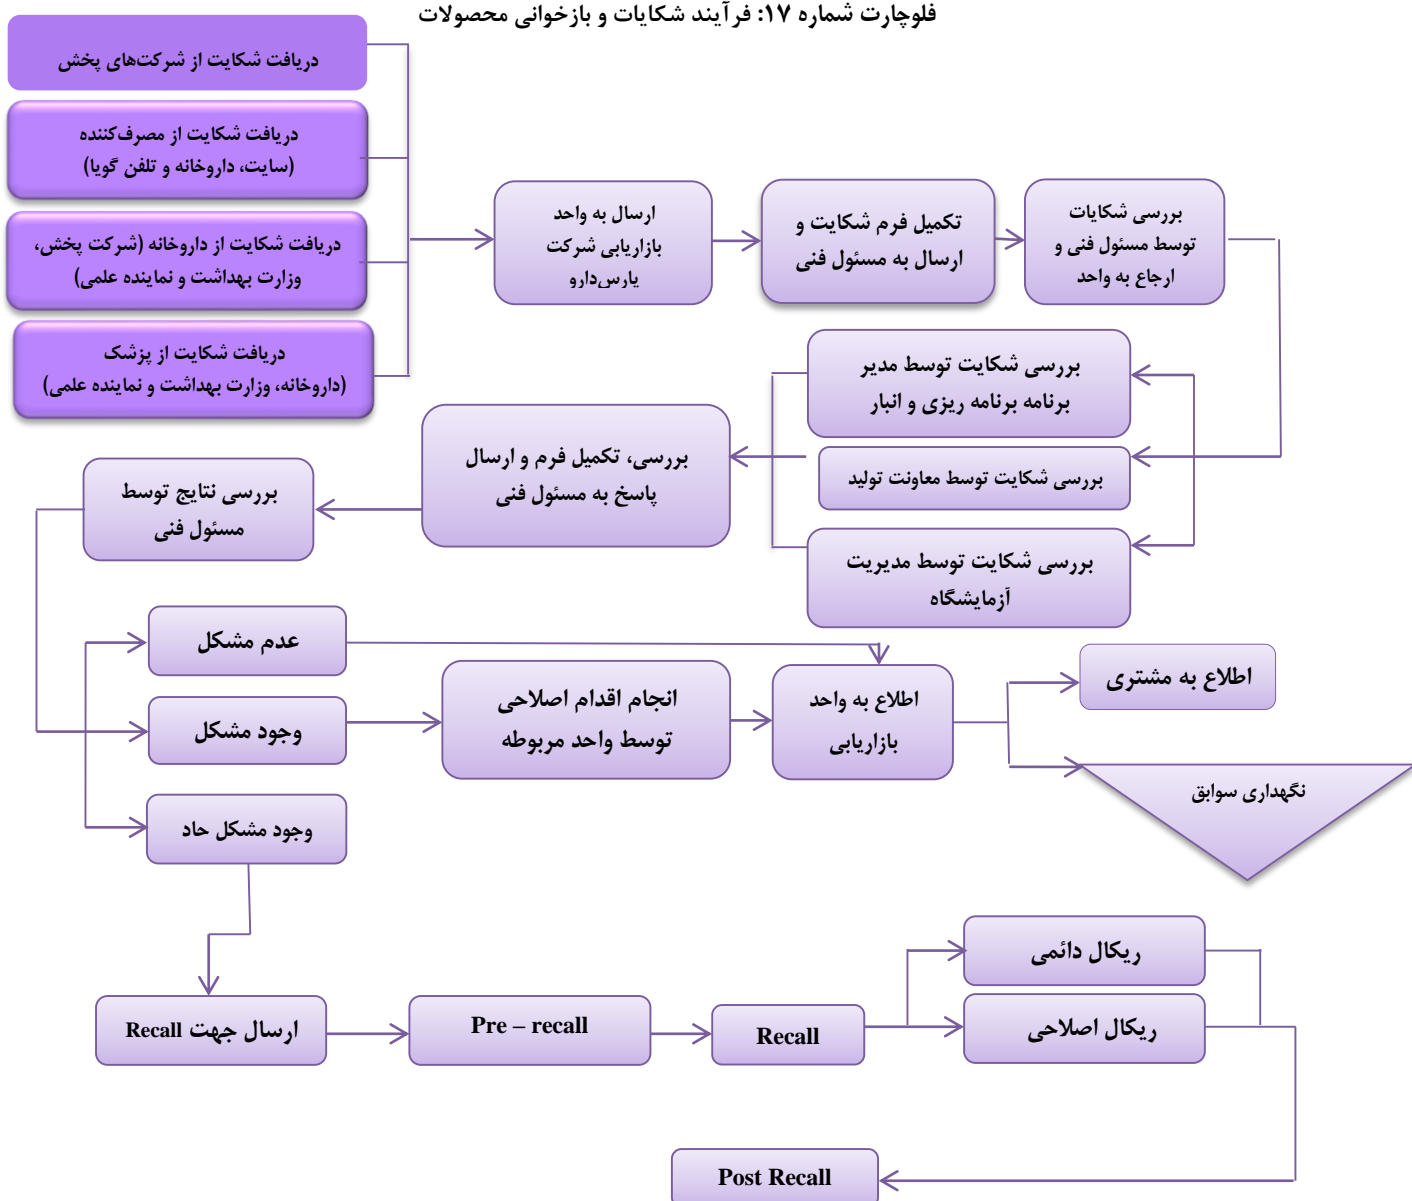 فلوچارت شماره ۱۷: فرآیند شکایات و بازخوانی محصولات
دریافت شکایت از شرکت‌های پخش
دریافت شکایت از مصرف‌کننده
(سایت، داروخانه و تلفن گویا)
دریافت شکایت از داروخانه (شرکت پخش،
وزارت بهداشت و نماینده علمی)
دریافت شکایت از پزشک
(داروخانه، وزارت بهداشت و نماینده علمی)
ارسال به واحد
بازاریابی شرکت
پارس‌دارو
تکمیل فرم شکایت و
ارسال به مسئول فنی
بررسی شکایات
توسط مسئول فنی و
ارجاع به واحد
بررسی شکایت توسط مدیر
برنامه برنامه ریزی و انبار
بررسی شکایت توسط معاونت تولید
بررسی شکایت توسط مدیریت
آزمایشگاه
بررسی، تکمیل فرم و ارسال
پاسخ به مسئول فنی
بررسی نتایج توسط
مسئول فنی
عدم مشکل
وجود مشکل
وجود مشکل حاد
انجام اقدام اصلاحی
توسط واحد مربوطه
اطلاع به واحد
بازاریابی
اطلاع به مشتری
نگهداری سوابق
ارسال جهت Recall
Pre – recall
Recall
ریکال دائمی
ریکال اصلاحی
Post Recall